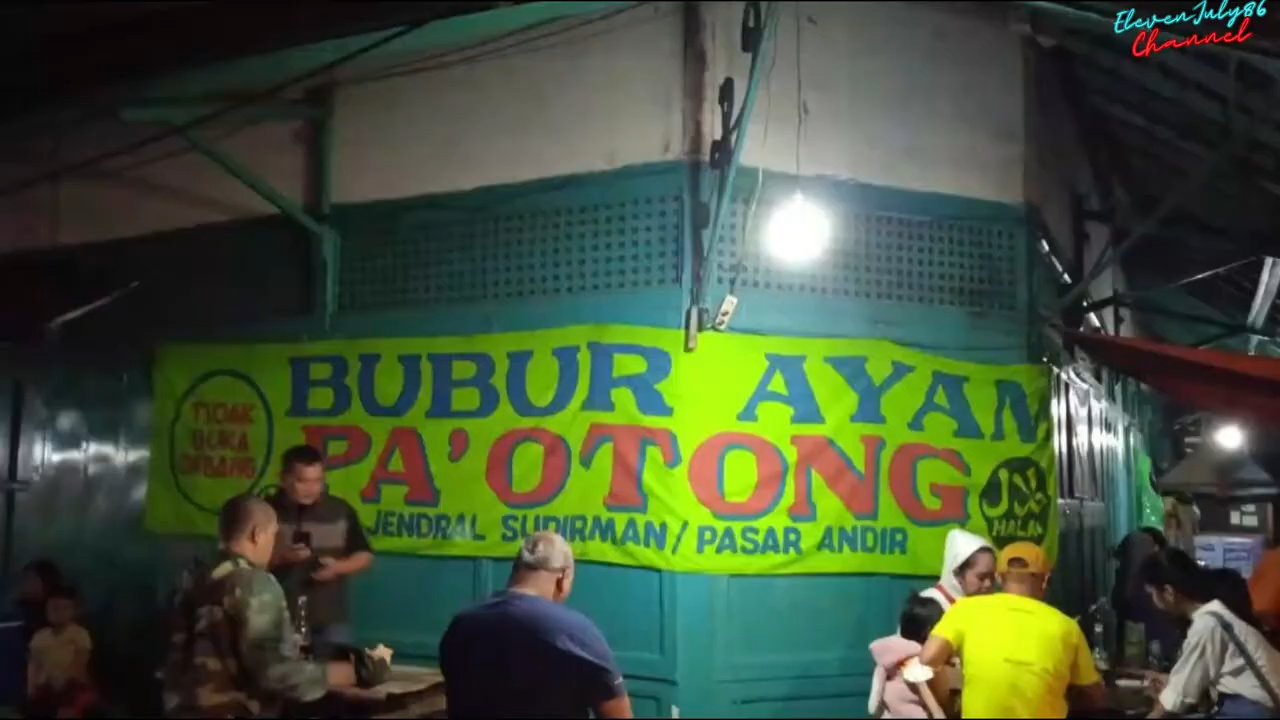 ElevenJuly86
Channel
TIDAK
BUKA
CABANG
BUBUR AYAM
PA'OTONG
JENDRAL SUDIRMAN / PASAR ANDIR
HALAL